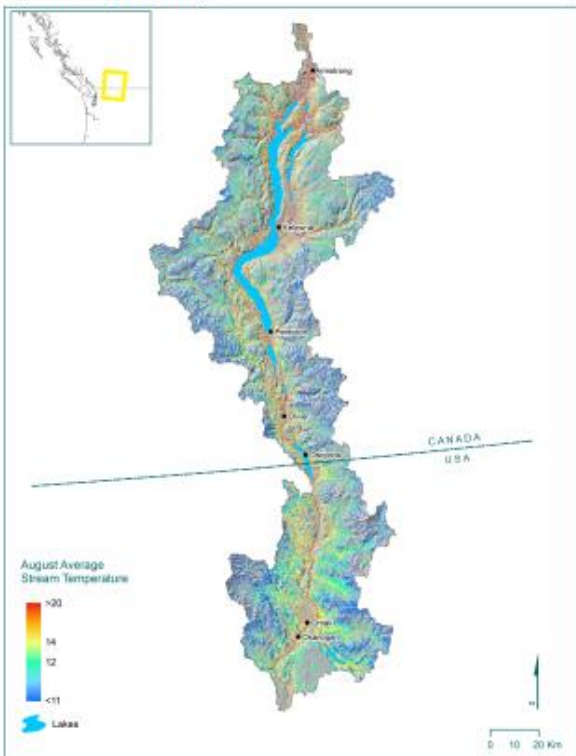 Armstrong
Kelowna
Penticton
Oliver
Osoyoos
CANADA
USA
Omak
Okanogan
August Average
Stream Temperature
>20
14
12
<11
Lakes
0 10 20 Km